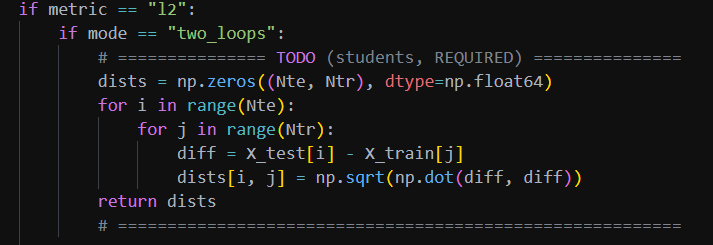 if metric == "l2":
    if mode == "two_loops":
        # =============== TODO (students, REQUIRED) ===============
        dists = np.zeros((Nte, Ntr), dtype=np.float64)
        for i in range(Nte):
            for j in range(Ntr):
                diff = X_test[i] - X_train[j]
                dists[i, j] = np.sqrt(np.dot(diff, diff))
        return dists
        # =========================================================